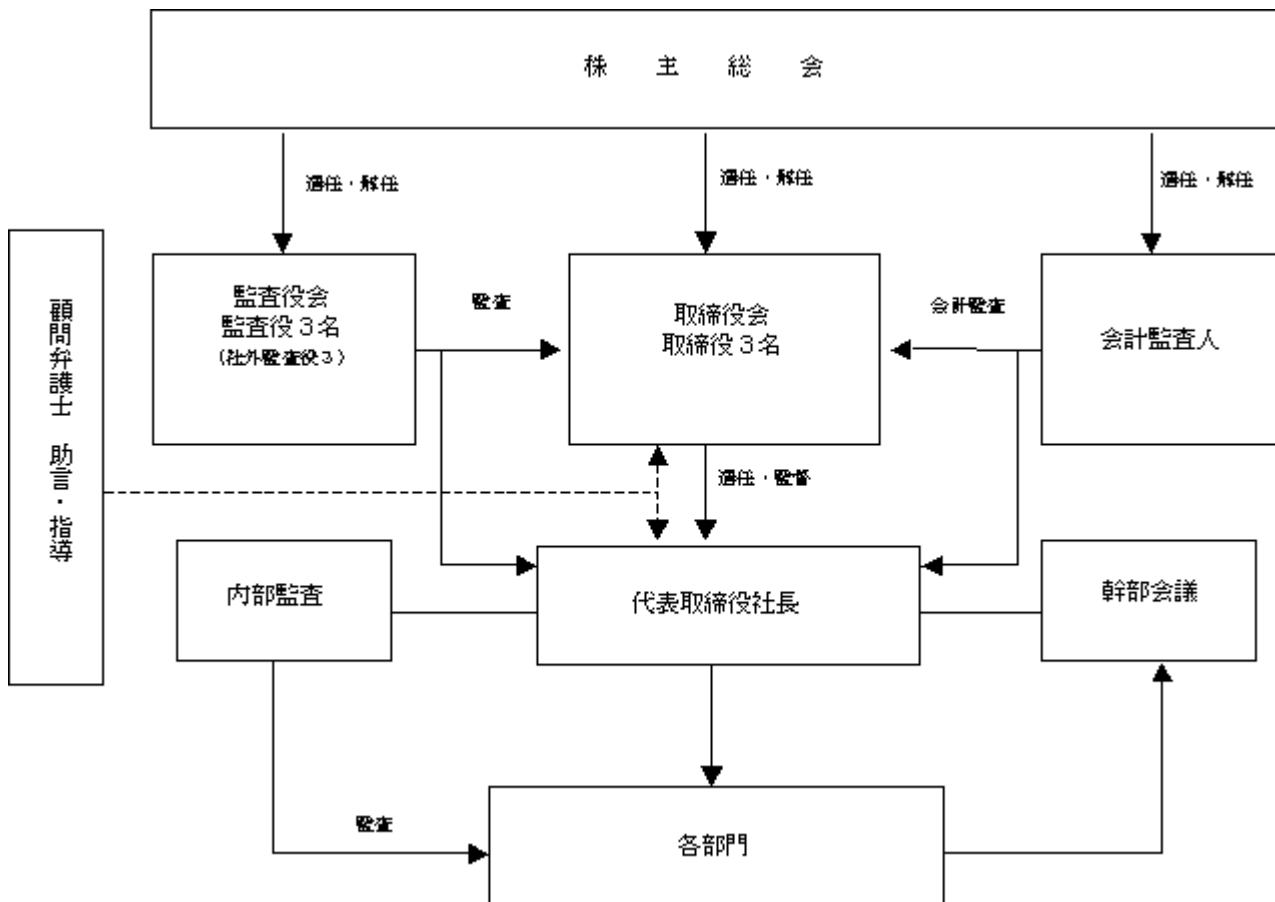 株主総会
選任・解任
選任・解任
選任・解任
顧問弁護士 助言・指導
監査役会
監査役3名
(社外監査役3)
監査
取締役会
取締役3名
会計監査
会計監査人
選任・監督
内部監査
代表取締役社長
幹部会議
監査
各部門